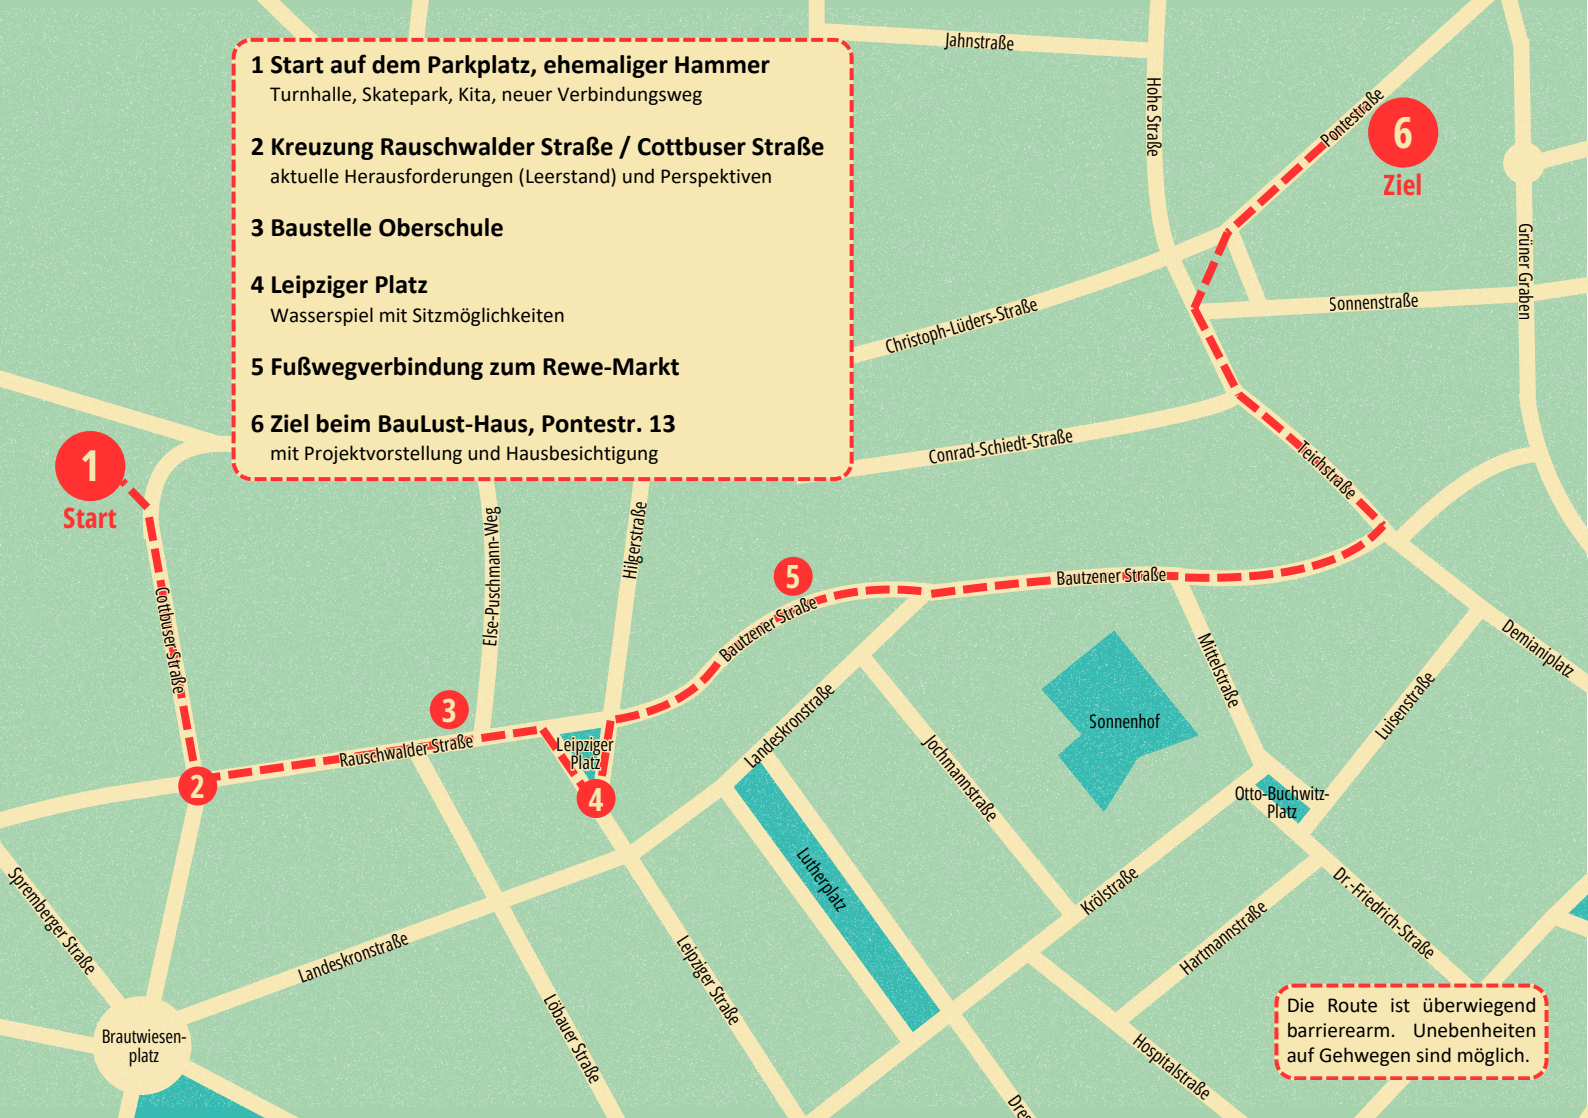 Jahnstraße
1 Start auf dem Parkplatz, ehemaliger Hammer
Turnhalle, Skatepark, Kita, neuer Verbindungsweg
2 Kreuzung Rauschwalder Straße / Cottbuser Straße
aktuelle Herausforderungen (Leerstand) und Perspektiven
3 Baustelle Oberschule
4 Leipziger Platz
Wasserspiel mit Sitzmöglichkeiten
5 Fußwegverbindung zum Rewe-Markt
6 Ziel beim BauLust-Haus, Pontestr. 13
mit Projektvorstellung und Hausbesichtigung
Hohe Straße
Pontestraße
6
Ziel
Grüner Graben
Sonnenstraße
Christoph-Lüders-Straße
Conrad-Schiedt-Straße
Teichstraße
1
Start
Cottbuser Straße
Else-Puschmann-Weg
Hilgerstraße
5
Bautzener Straße
Bautzener Straße
Mittelstraße
Demianiplatz
Luisenstraße
Sonnenhof
3
Rauschwalder Straße
Leipziger
Platz
4
2
Landeskronstraße
Jochmannstraße
Otto-Buchwitz-
Platz
Lutherplatz
Krölstraße
Dr.-Friedrich-Straße
Hartmannstraße
Spremberger Straße
Landeskronstraße
Leipziger Straße
Löbauer Straße
Brautwiesen-
platz
Hospitalstraße
Dres
Die Route ist überwiegend
barrierearm. Unebenheiten
auf Gehwegen sind möglich.